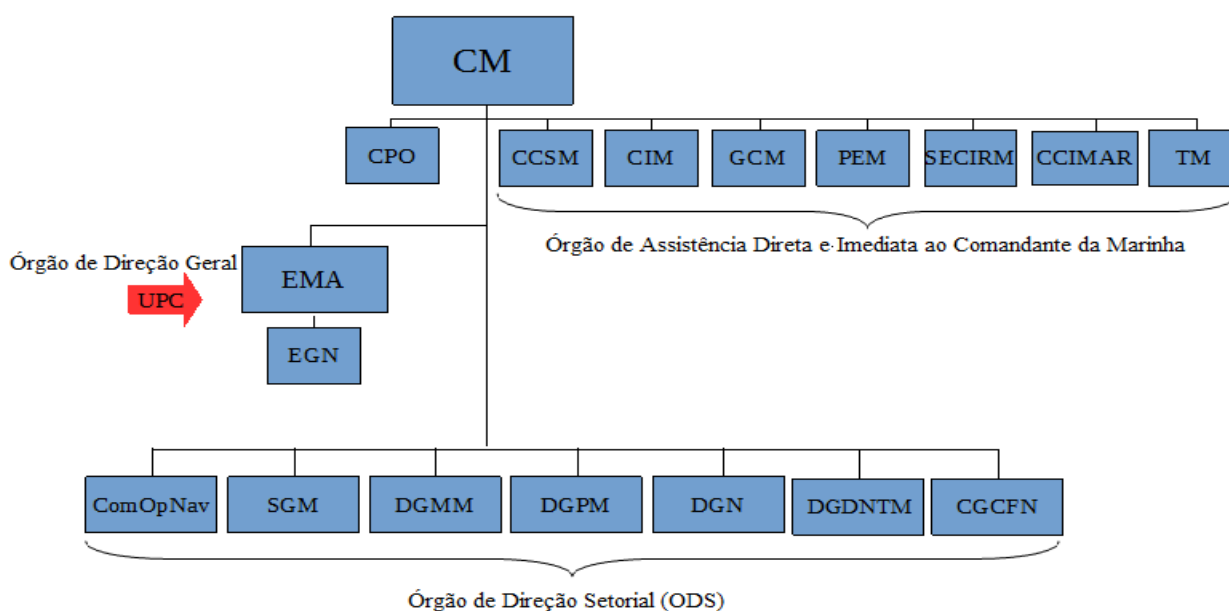 CM
CPO
CCSM
CIM
GCM
PEM
SECIRM
CCIMAR
TM
Órgão de Assistência Direta e Imediata ao Comandante da Marinha
Órgão de Direção Geral
UPC
EMA
EGN
ComOpNav
SGM
DGMM
DGPM
DGN
DGDNTM
CGCFN
Órgão de Direção Setorial (ODS)